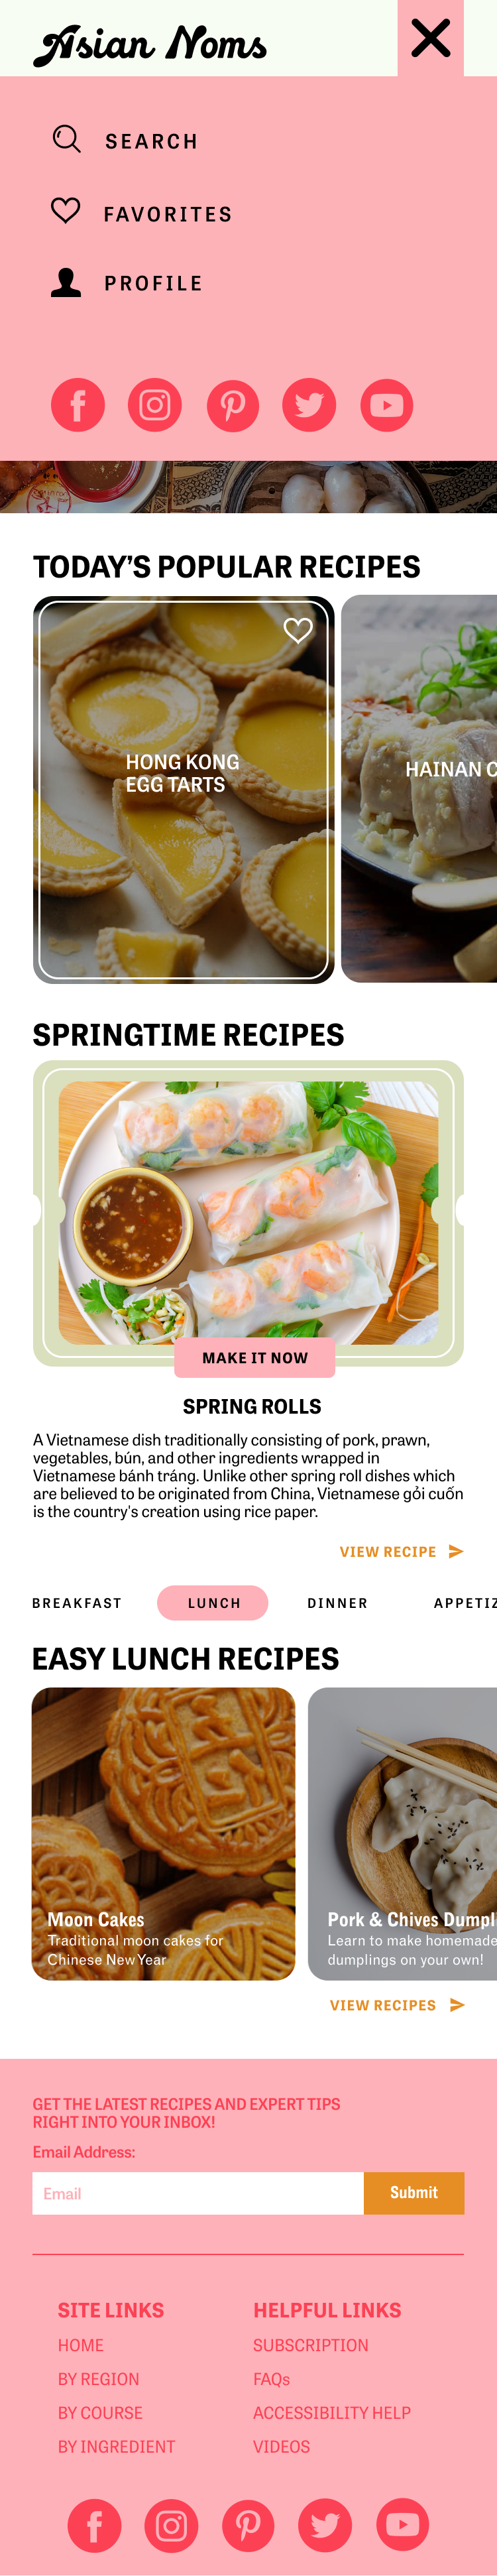 Asian Noms
SEARCH
FAVORITES
PROFILE
TODAY'S POPULAR RECIPES
HONG KONG
EGG TARTS
HAINAN C
SPRINGTIME RECIPES
MAKE IT NOW
SPRING ROLLS
A Vietnamese dish traditionally consisting of pork, prawn,
vegetables, bún, and other ingredients wrapped in
Vietnamese bánh tráng. Unlike other spring roll dishes which
are believed to be originated from China, Vietnamese gỏi cuốn
is the country's creation using rice paper.
VIEW RECIPE
BREAKFAST LUNCH DINNER APPETIZ
EASY LUNCH RECIPES
Moon Cakes
Traditional moon cakes for
Chinese New Year
Pork & Chives Dumpl
Learn to make homemade
dumplings on your own!
VIEW RECIPES
GET THE LATEST RECIPES AND EXPERT TIPS
RIGHT INTO YOUR INBOX!
Email Address:
Email
Submit
SITE LINKS
HOME
BY REGION
BY COURSE
BY INGREDIENT
HELPFUL LINKS
SUBSCRIPTION
FAQs
ACCESSIBILITY HELP
VIDEOS